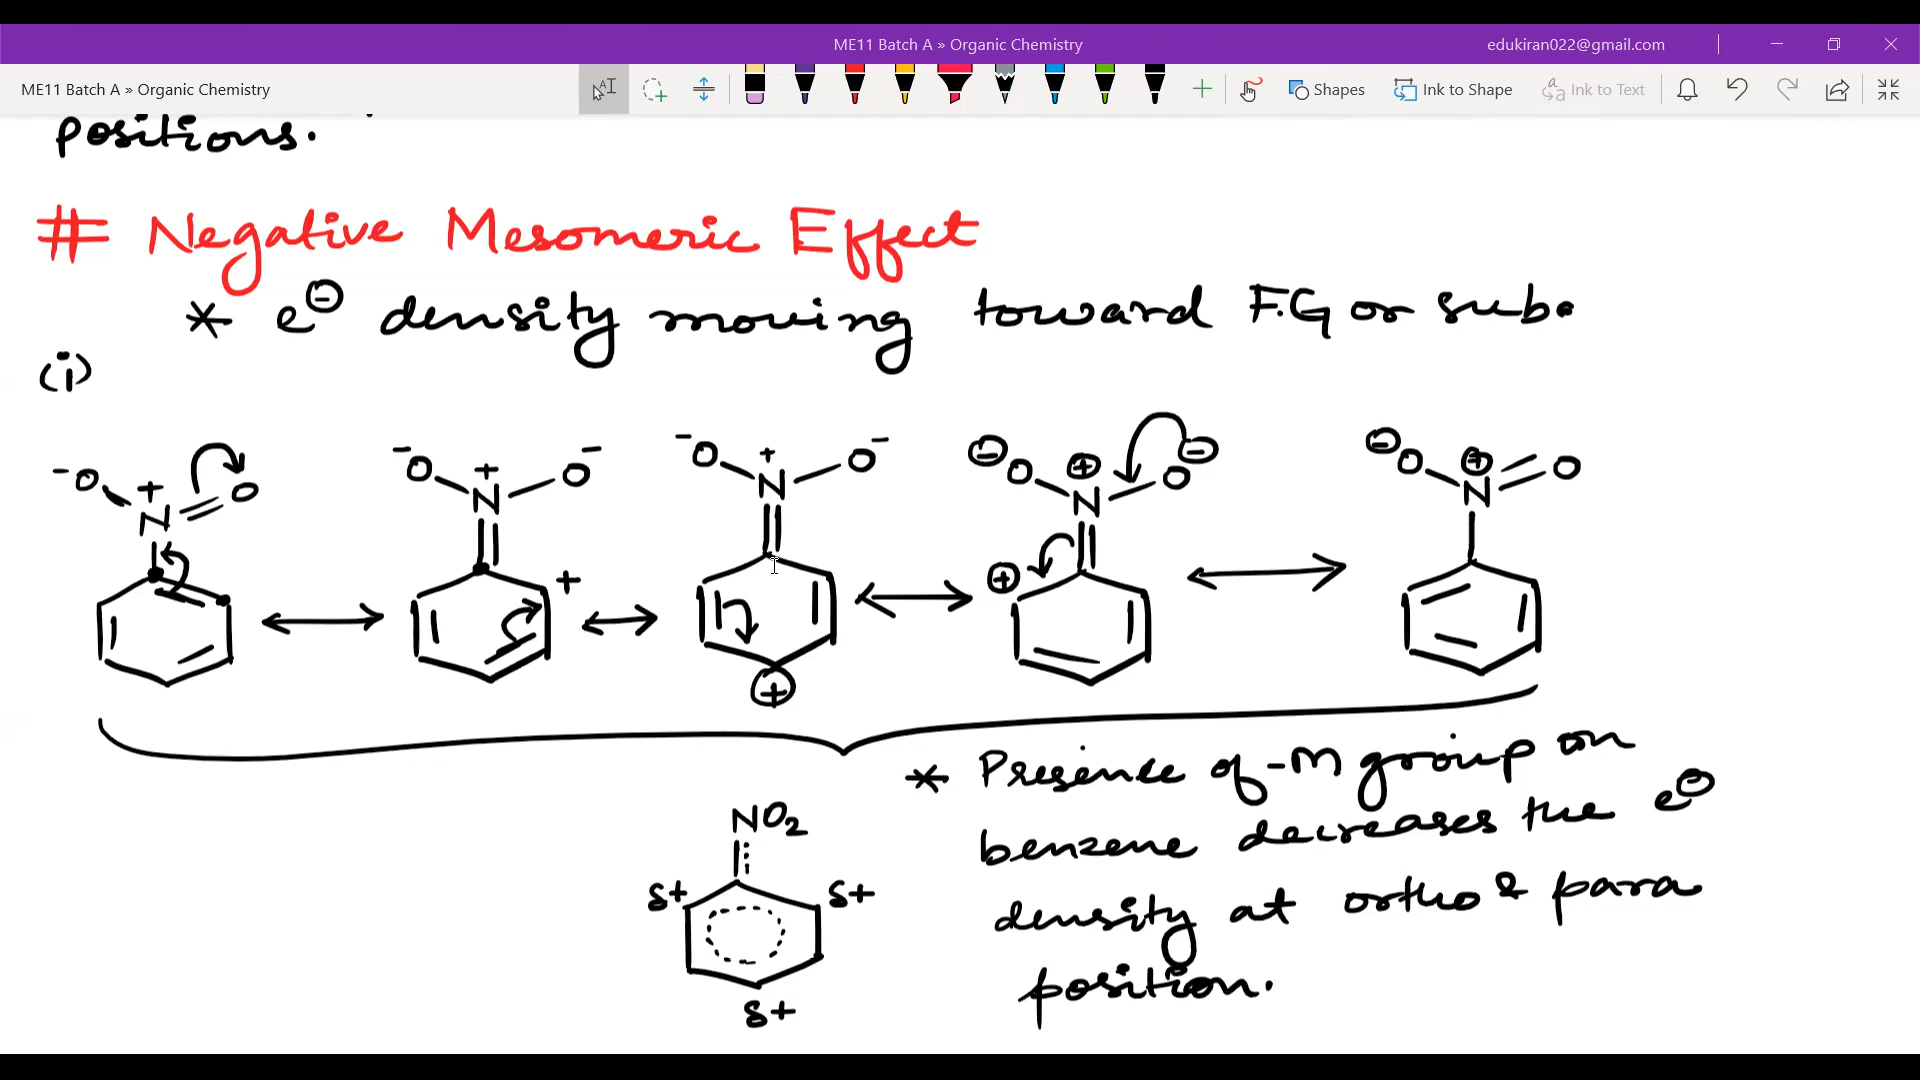 ME11 Batch A » Organic Chemistry
edukiran022@gmail.com
ME11 Batch A » Organic Chemistry
Shapes
Ink to Shape
Ink to Text
positions.
# Negative Mesomeric Effect
* e⊖ density moving toward F.G or sub.
(i)
-O + N O
-O + N O-
-O + N O-
⊖ O ⊕ N O ⊖
⊖ O ⊕ N O
+
⊕
⊕
* Presence of -M group on
benzene decreases the e⊖
density at ortho & para
position.
NO₂
δ+ δ+
δ+